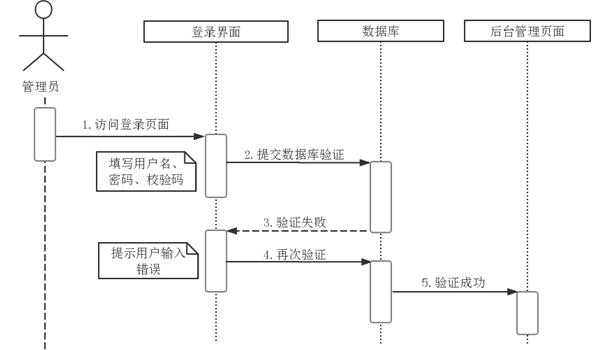 登录界面
数据库
后台管理页面
管理员
1.访问登录页面
填写用户名、
密码、校验码
2.提交数据库验证
3.验证失败
提示用户输入
错误
4.再次验证
5.验证成功